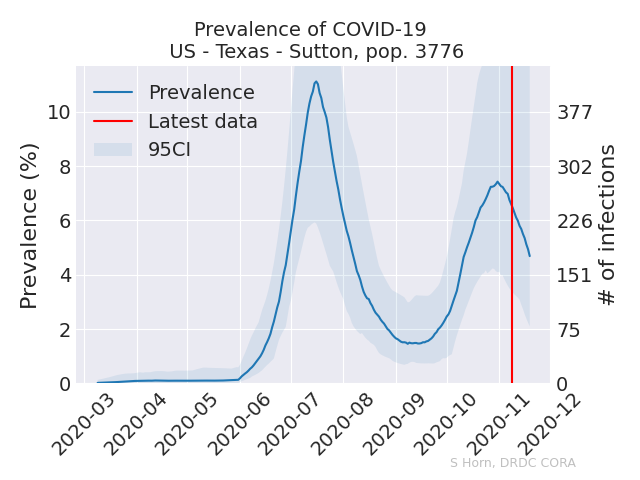 Prevalence of COVID-19
US - Texas - Sutton, pop. 3776
Prevalence
Latest data
95CI
Prevalence (%)
10
8
6
4
2
0
377
302
226
151
75
0
# of infections
2020-03
2020-04
2020-05
2020-06
2020-07
2020-08
2020-09
2020-10
2020-11
2020-12
S Horn, DRDC CORA